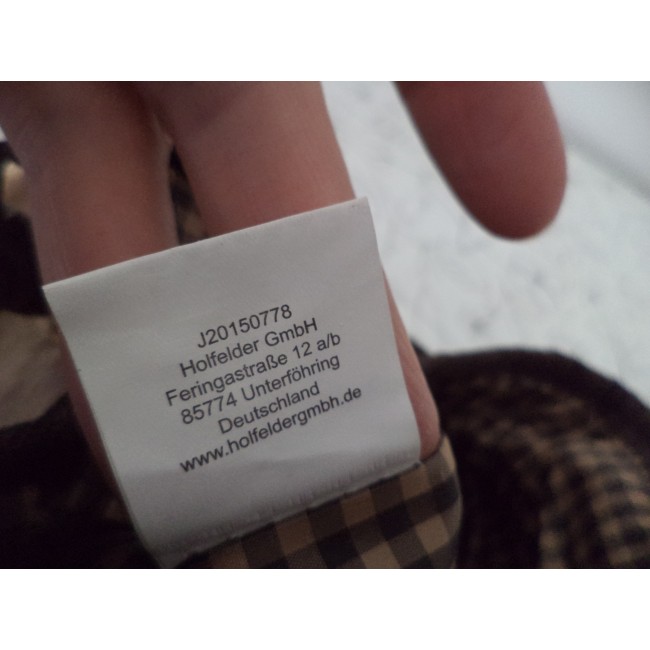 J20150778
Holfelder GmbH
Feringastraße 12 a/b
85774 Unterföhring
Deutschland
www.holfeldergmbh.de